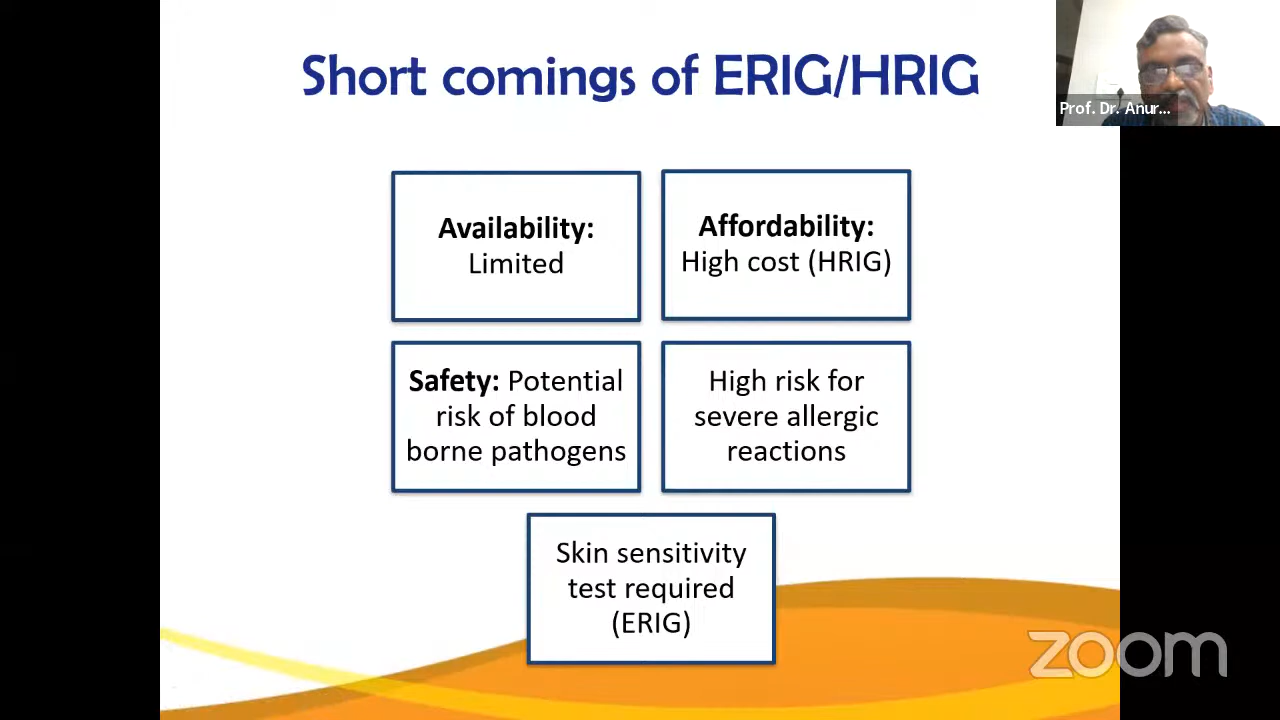 Short comings of ERIG/HRIG
Prof. Dr. Anur...
Availability:
Limited
Affordability:
High cost (HRIG)
Safety: Potential
risk of blood
borne pathogens
High risk for
severe allergic
reactions
Skin sensitivity
test required
(ERIG)
zoom